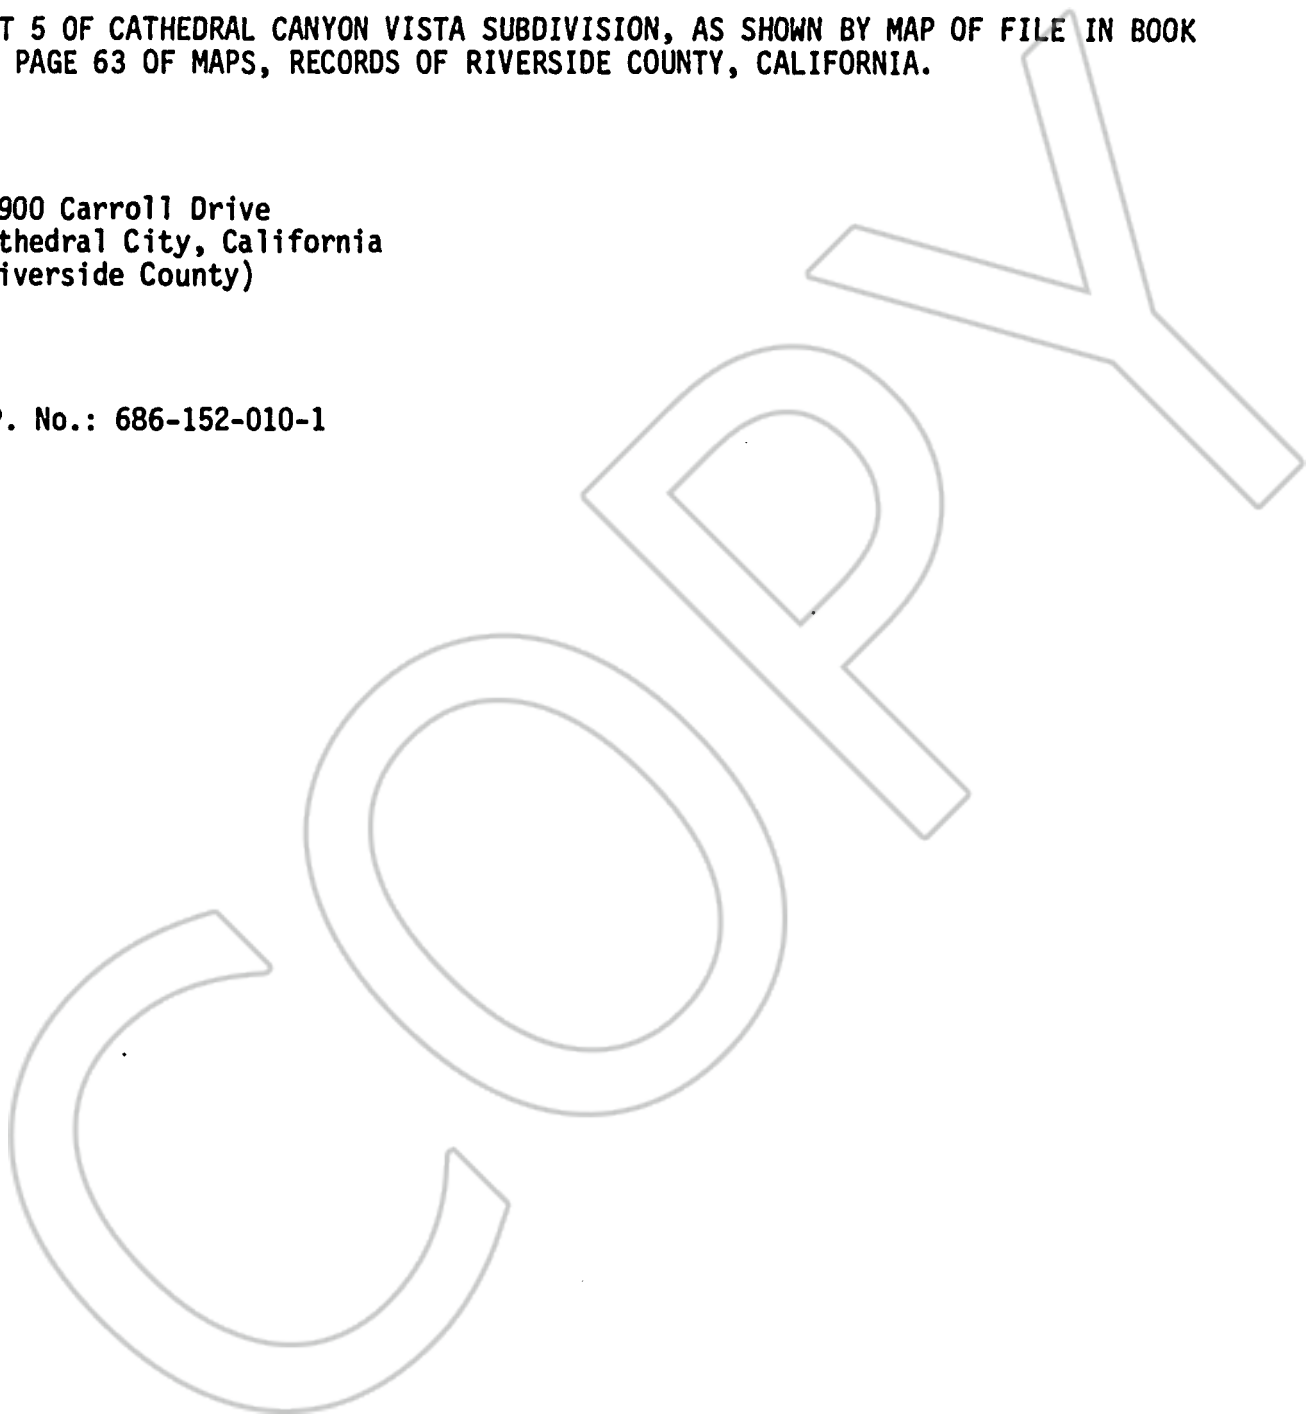 T 5 OF CATHEDRAL CANYON VISTA SUBDIVISION, AS SHOWN BY MAP OF FILE IN BOOK
PAGE 63 OF MAPS, RECORDS OF RIVERSIDE COUNTY, CALIFORNIA.
900 Carroll Drive
thedral City, California
iverside County)
P. No.: 686-152-010-1
COPY